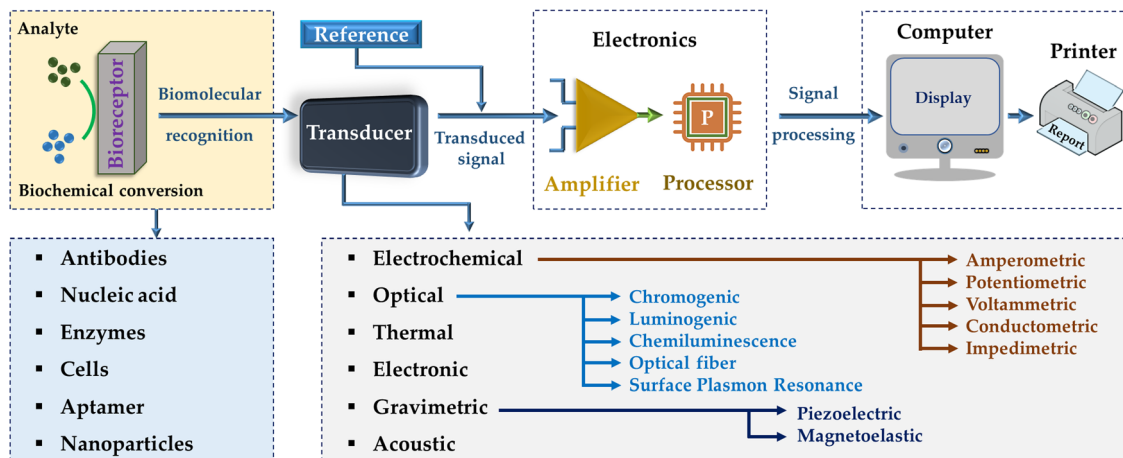 Analyte
Bioreceptor
Biochemical conversion
Biomolecular
recognition
Reference
Transducer
Transduced
signal
Electronics
P
Amplifier
Processor
Signal
processing
Computer
Display
Printer
Report
▪ Antibodies
▪ Nucleic acid
▪ Enzymes
▪ Cells
▪ Aptamer
▪ Nanoparticles
▪ Electrochemical
▪ Optical
▪ Thermal
▪ Electronic
▪ Gravimetric
▪ Acoustic
Chromogenic
Luminogenic
Chemiluminescence
Optical fiber
Surface Plasmon Resonance
Amperometric
Potentiometric
Voltammetric
Conductometric
Impedimetric
Piezoelectric
Magnetoelastic